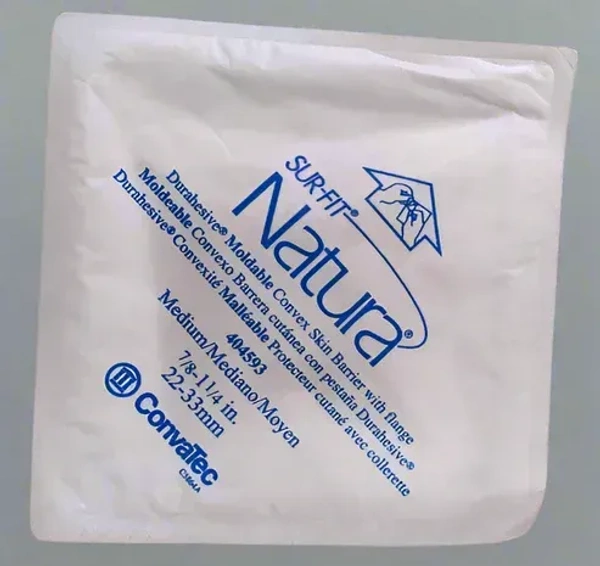 SUR-FIT®
Natura®
Durahesive® Moldable Convex Skin Barrier with flange
Moldeable Convexo Barrera cutánea con pestaña Durahesive®
Durahesive® Convexité Malléable Protecteur cutané avec collerette
404593
Medium/Mediano/Moyen
7/8-1 1/4 in.
22-33mm
ConvaTec